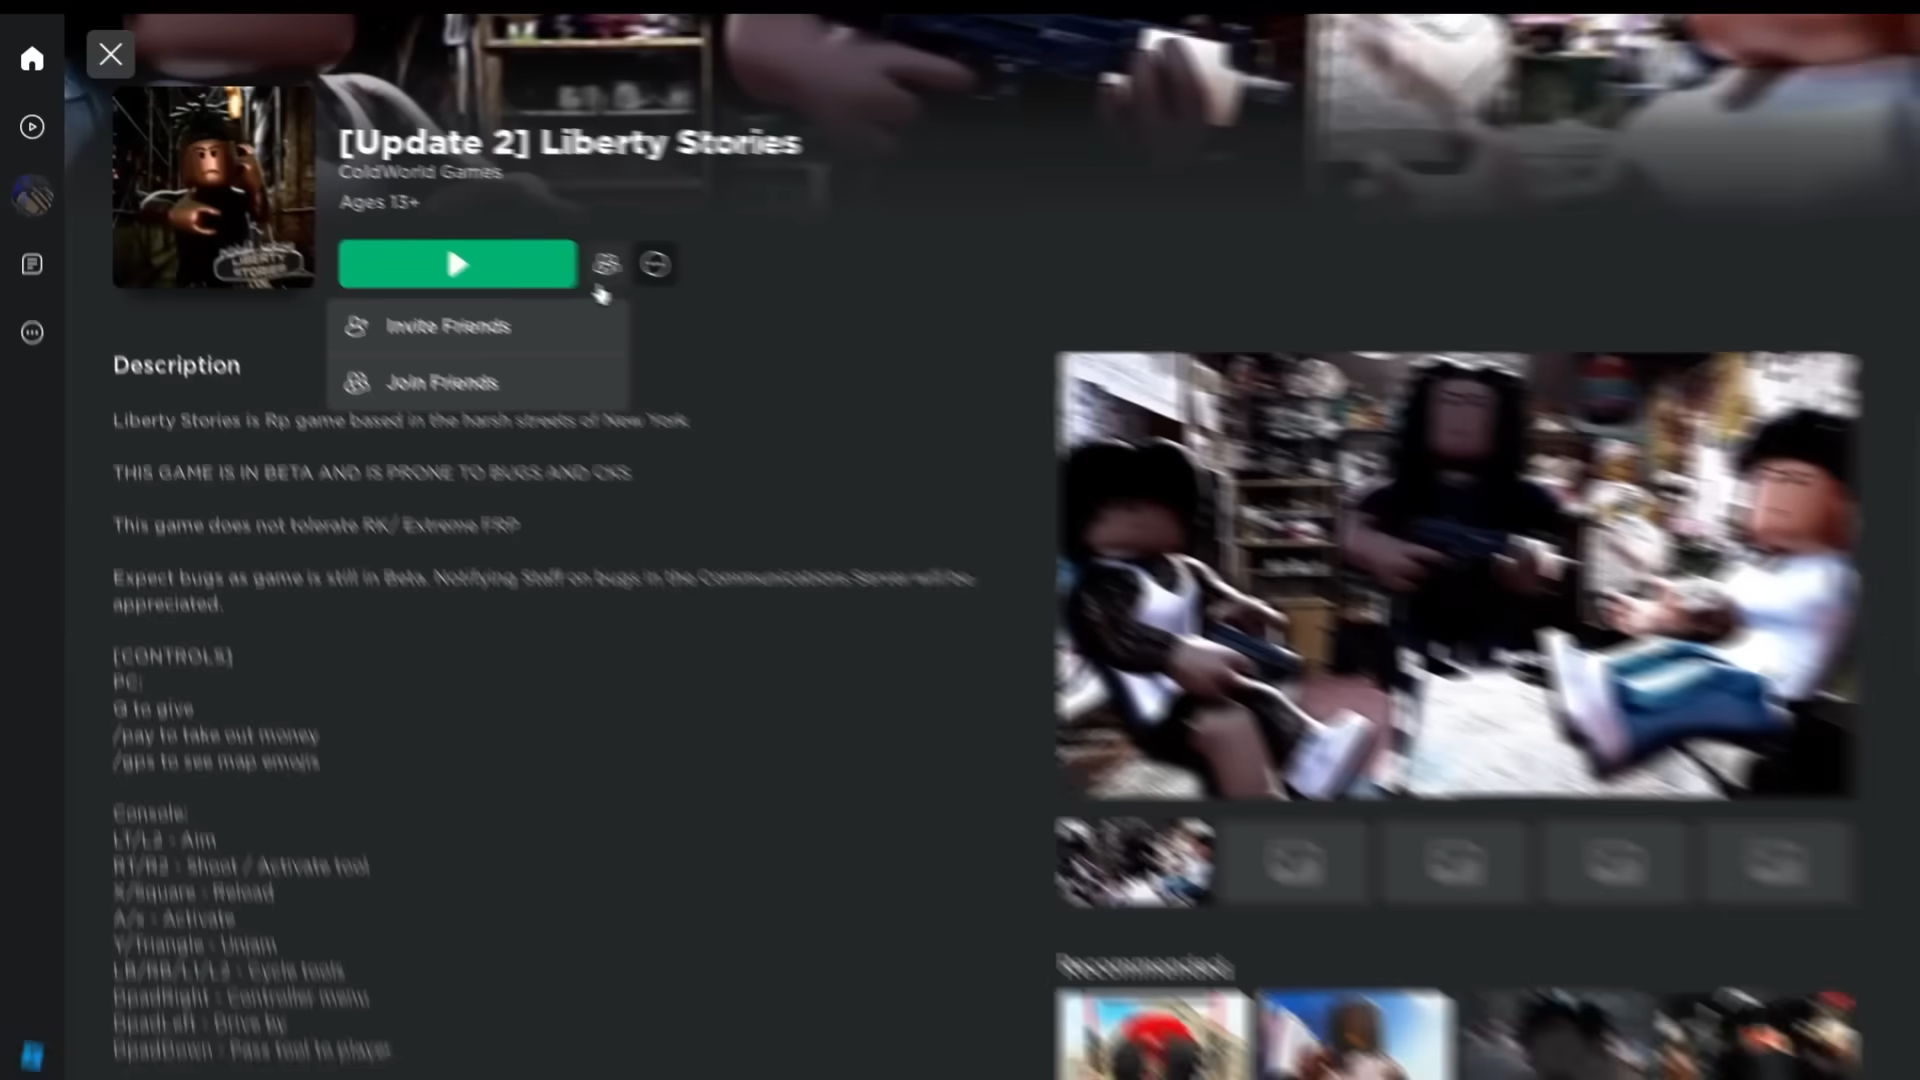 [Update 2] Liberty Stories
ColdWorld Games
Ages 13+
LIBERTY
STORIES
Invite Friends
Join Friends
Description
Liberty Stories is Rp game based in the harsh streets of New York
THIS GAME IS IN BETA AND IS PRONE TO BUGS AND CKS
This game does not tolerate RK/ Extreme FRP
Expect bugs as game is still in Beta. Notifying Staff on bugs in the Communications Server will be
appreciated.
[CONTROLS]
PC:
G to give
/pay to take out money
/gps to see map emojis
Console:
LT/L2 - Aim
RT/R2 - Shoot / Activate tool
X/Square - Reload
A/x - Activate
Y/Triangle - Unjam
LB/RB/L1/L2 - Cycle tools
DpadRight - Controller menu
DpadLeft - Drive by
DpadDown - Pass tool to player
Recommended